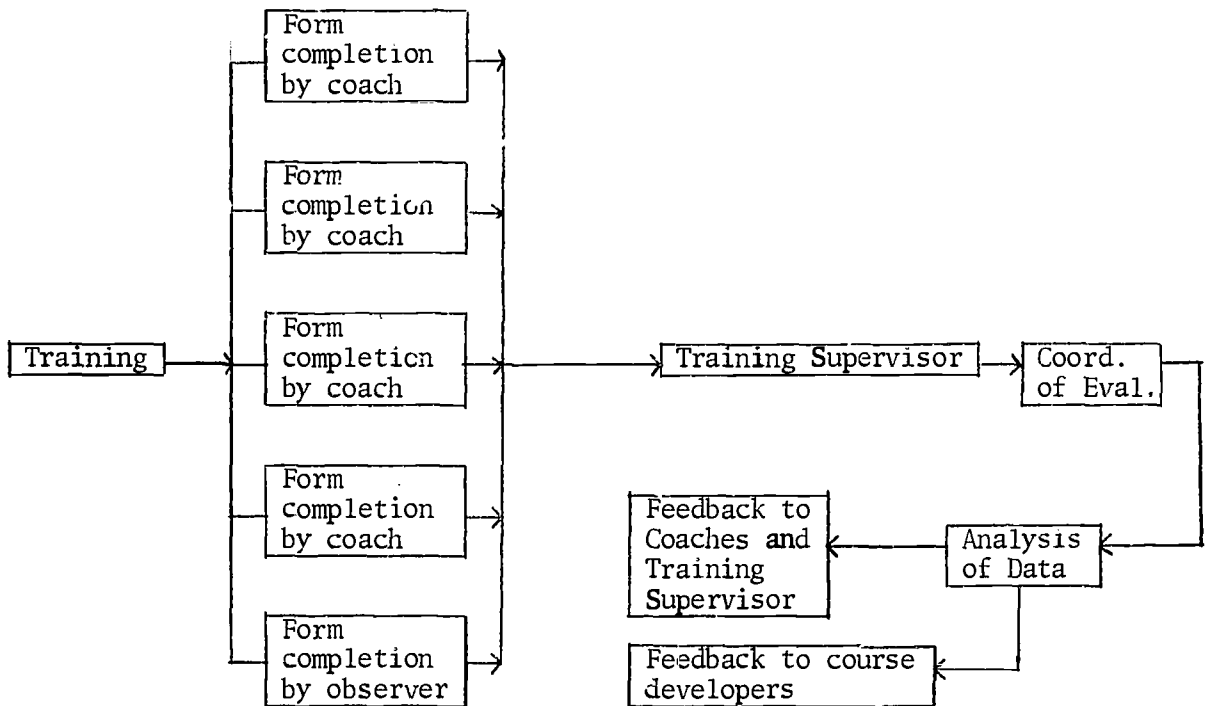 Form
completion
by coach
Form
completion
by coach
Form
completion
by coach
Form
completion
by coach
Form
completion
by observer
Training
Training Supervisor
Coord.
of Eval.
Analysis
of Data
Feedback to
Coaches and
Training
Supervisor
Feedback to course
developers